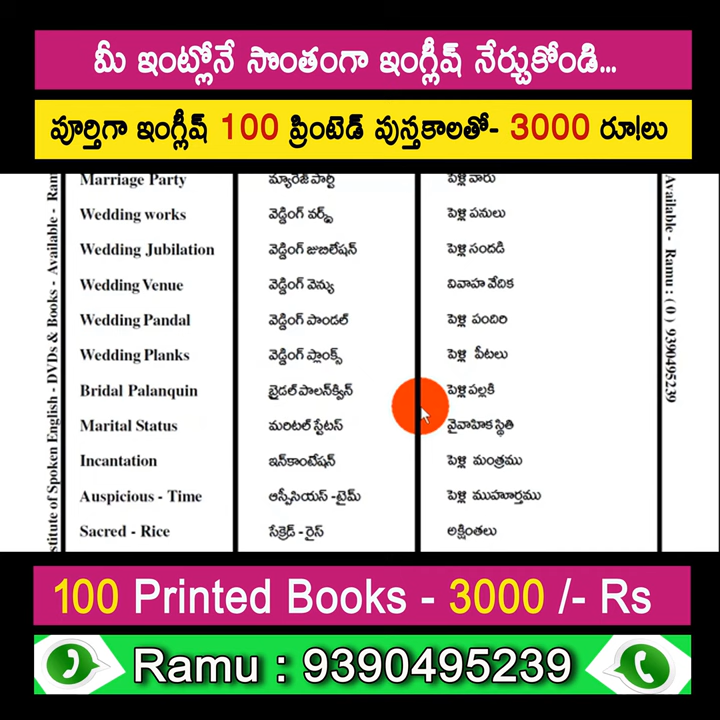 మీ ఇంట్లోనే సొంతంగా ఇంగ్లీష్ నేర్చుకోండి...
పూర్తిగా ఇంగ్లీష్ 100 ప్రింటెడ్ పుస్తకాలతో- 3000 రూ!లు
Marriage Party మ్యారేజ్ పార్టీ పెళ్లి వారు
Wedding works వెడ్డింగ్ వర్క్స్ పెళ్లి పనులు
Wedding Jubilation వెడ్డింగ్ జుబిలేషన్ పెళ్లి సందడి
Wedding Venue వెడ్డింగ్ వెన్యు వివాహ వేదిక
Wedding Pandal వెడ్డింగ్ పాండల్ పెళ్లి పందిరి
Wedding Planks వెడ్డింగ్ ప్లాంక్స్ పెళ్లి పీటలు
Bridal Palanquin బ్రైడల్ పాలన్‌క్విన్ పెళ్లి పల్లకి
Marital Status మరిటల్ స్టేటస్ వైవాహిక స్థితి
Incantation ఇన్‌కాంటేషన్ పెళ్లి మంత్రము
Auspicious - Time ఆస్పీసియస్ -టైమ్ పెళ్లి ముహూర్తము
Sacred - Rice సేక్రెడ్ - రైస్ అక్షింతలు
stitute of Spoken English - DVDs & Books - Available - Ram
Available - Ramu : ( 0 ) 9390495239
100 Printed Books - 3000 /- Rs
Ramu : 9390495239